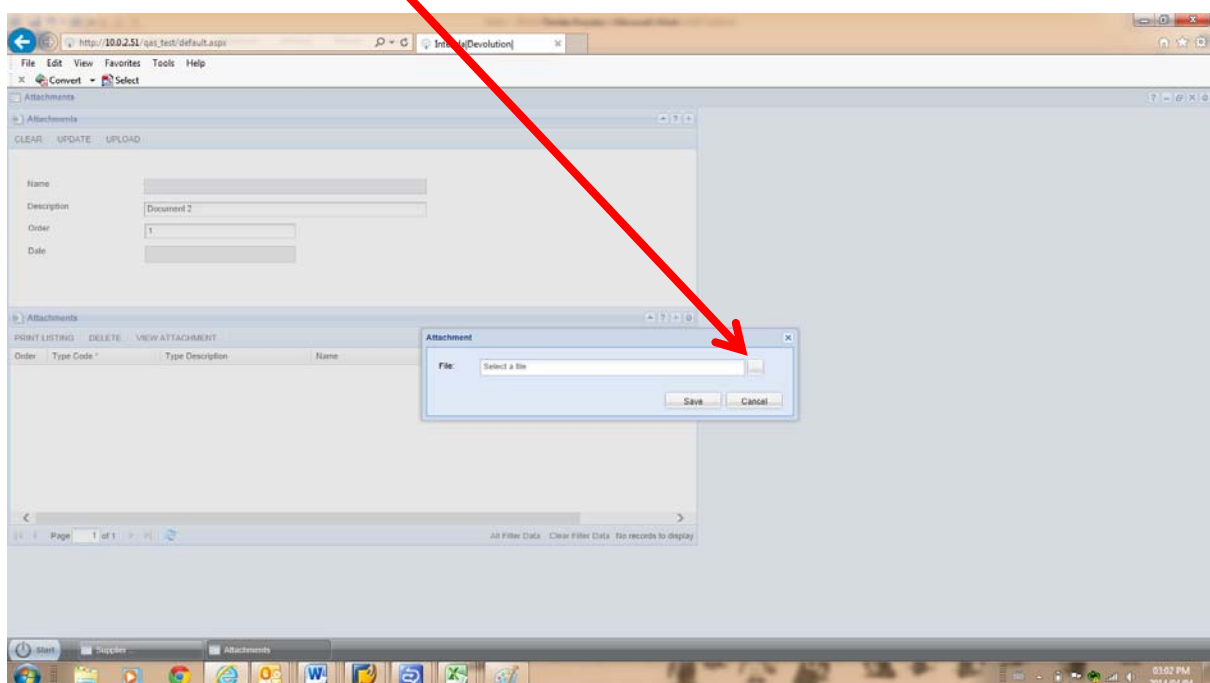 http://10.0.2.51/qas_test/default.aspx
File Edit View Favorites Tools Help
Convert Select
Attachments
Attachments
CLEAR UPDATE UPLOAD
Name
Description Document 2
Order 1
Date
Attachments
PRINT LISTING DELETE VIEW ATTACHMENT
Order Type Code Type Description Name
Attachment
File: Select a file
Save Cancel
Page 1 of 1 All Filter Data Clear Filter Data No records to display
Start Supplier ... Attachments
03:02 PM